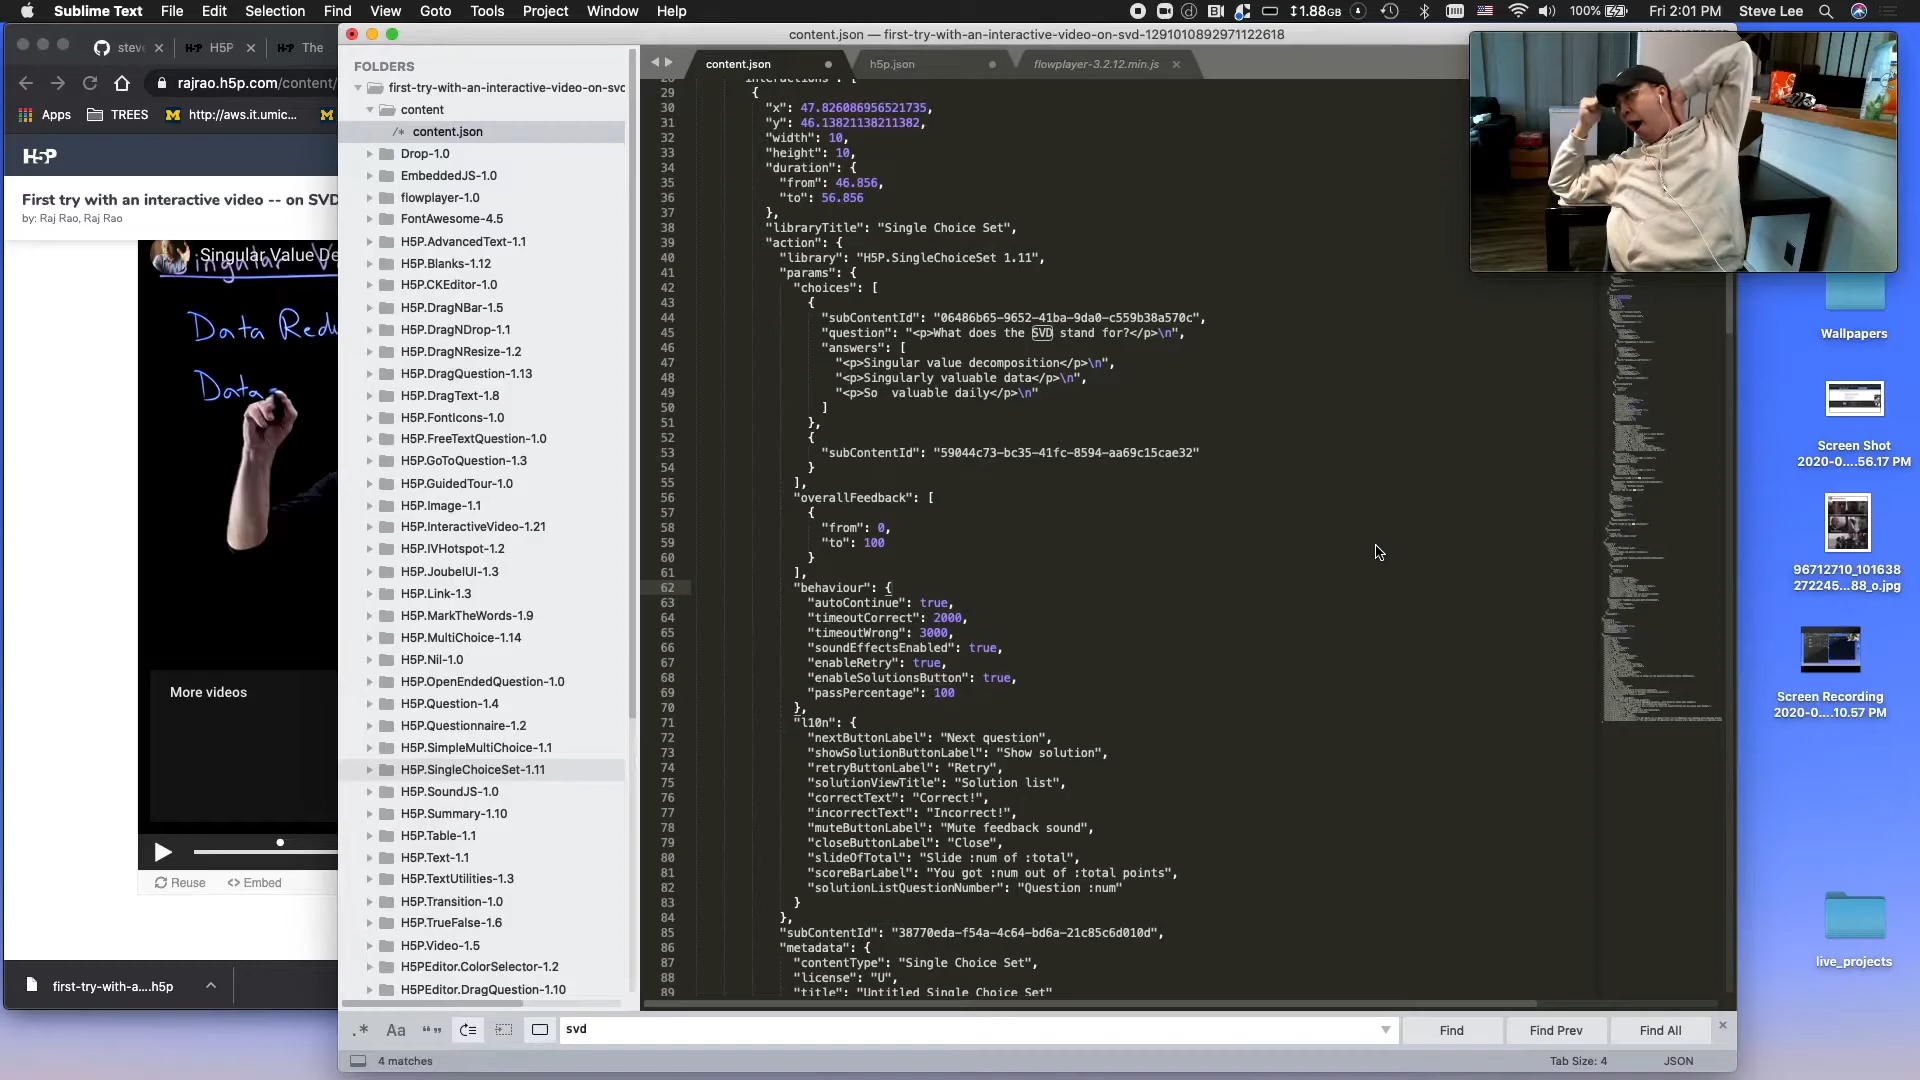 Sublime Text File Edit Selection Find View Goto Tools Project Window Help
1.88GB 100% Fri 2:01 PM Steve Lee
steve H5P The
rajrao.h5p.com/content/
Apps TREES http://aws.it.umic...
H5P
First try with an interactive video -- on SVD
by: Raj Rao, Raj Rao
Singular Value De
Singular
Data Redu
Data
More videos
Reuse Embed
first-try-with-a....h5p
content.json — first-try-with-an-interactive-video-on-svd-1291010892971122618
FOLDERS
first-try-with-an-interactive-video-on-svd
content
/* content.json
Drop-1.0
EmbeddedJS-1.0
flowplayer-1.0
FontAwesome-4.5
H5P.AdvancedText-1.1
H5P.Blanks-1.12
H5P.CKEditor-1.0
H5P.DragNBar-1.5
H5P.DragNDrop-1.1
H5P.DragNResize-1.2
H5P.DragQuestion-1.13
H5P.DragText-1.8
H5P.FontIcons-1.0
H5P.FreeTextQuestion-1.0
H5P.GoToQuestion-1.3
H5P.GuidedTour-1.0
H5P.Image-1.1
H5P.InteractiveVideo-1.21
H5P.IVHotspot-1.2
H5P.JoubelUI-1.3
H5P.Link-1.3
H5P.MarkTheWords-1.9
H5P.MultiChoice-1.14
H5P.Nil-1.0
H5P.OpenEndedQuestion-1.0
H5P.Question-1.4
H5P.Questionnaire-1.2
H5P.SimpleMultiChoice-1.1
H5P.SingleChoiceSet-1.11
H5P.SoundJS-1.0
H5P.Summary-1.10
H5P.Table-1.1
H5P.Text-1.1
H5P.TextUtilities-1.3
H5P.Transition-1.0
H5P.TrueFalse-1.6
H5P.Video-1.5
H5PEditor.ColorSelector-1.2
H5PEditor.DragQuestion-1.10
content.json h5p.json flowplayer-3.2.12.min.js
28 "interactions": [
29 {
30 "x": 47.826086956521735,
31 "y": 46.13821138211382,
32 "width": 10,
33 "height": 10,
34 "duration": {
35 "from": 46.856,
36 "to": 56.856
37 },
38 "libraryTitle": "Single Choice Set",
39 "action": {
40 "library": "H5P.SingleChoiceSet 1.11",
41 "params": {
42 "choices": [
43 {
44 "subContentId": "06486b65-9652-41ba-9da0-c559b38a570c",
45 "question": "<p>What does the SVD stand for?</p>\n",
46 "answers": [
47 "<p>Singular value decomposition</p>\n",
48 "<p>Singularly valuable data</p>\n",
49 "<p>So  valuable daily</p>\n"
50 ]
51 },
52 {
53 "subContentId": "59044c73-bc35-41fc-8594-aa69c15cae32"
54 }
55 ],
56 "overallFeedback": [
57 {
58 "from": 0,
59 "to": 100
60 }
61 ],
62 "behaviour": {
63 "autoContinue": true,
64 "timeoutCorrect": 2000,
65 "timeoutWrong": 3000,
66 "soundEffectsEnabled": true,
67 "enableRetry": true,
68 "enableSolutionsButton": true,
69 "passPercentage": 100
70 },
71 "l10n": {
72 "nextButtonLabel": "Next question",
73 "showSolutionButtonLabel": "Show solution",
74 "retryButtonLabel": "Retry",
75 "solutionViewTitle": "Solution list",
76 "correctText": "Correct!",
77 "incorrectText": "Incorrect!",
78 "muteButtonLabel": "Mute feedback sound",
79 "closeButtonLabel": "Close",
80 "slideOfTotal": "Slide :num of :total",
81 "scoreBarLabel": "You got :num out of :total points",
82 "solutionListQuestionNumber": "Question :num"
83 }
84 },
85 "subContentId": "38770eda-f54a-4c64-bd6a-21c85c6d010d",
86 "metadata": {
87 "contentType": "Single Choice Set",
88 "license": "U",
89 "title": "Untitled Single Choice Set"
.* Aa “” svd Find Find Prev Find All
4 matches Tab Size: 4 JSON
Wallpapers
Screen Shot
2020-0....56.17 PM
96712710_101638
272245...88_o.jpg
Screen Recording
2020-0....10.57 PM
live_projects